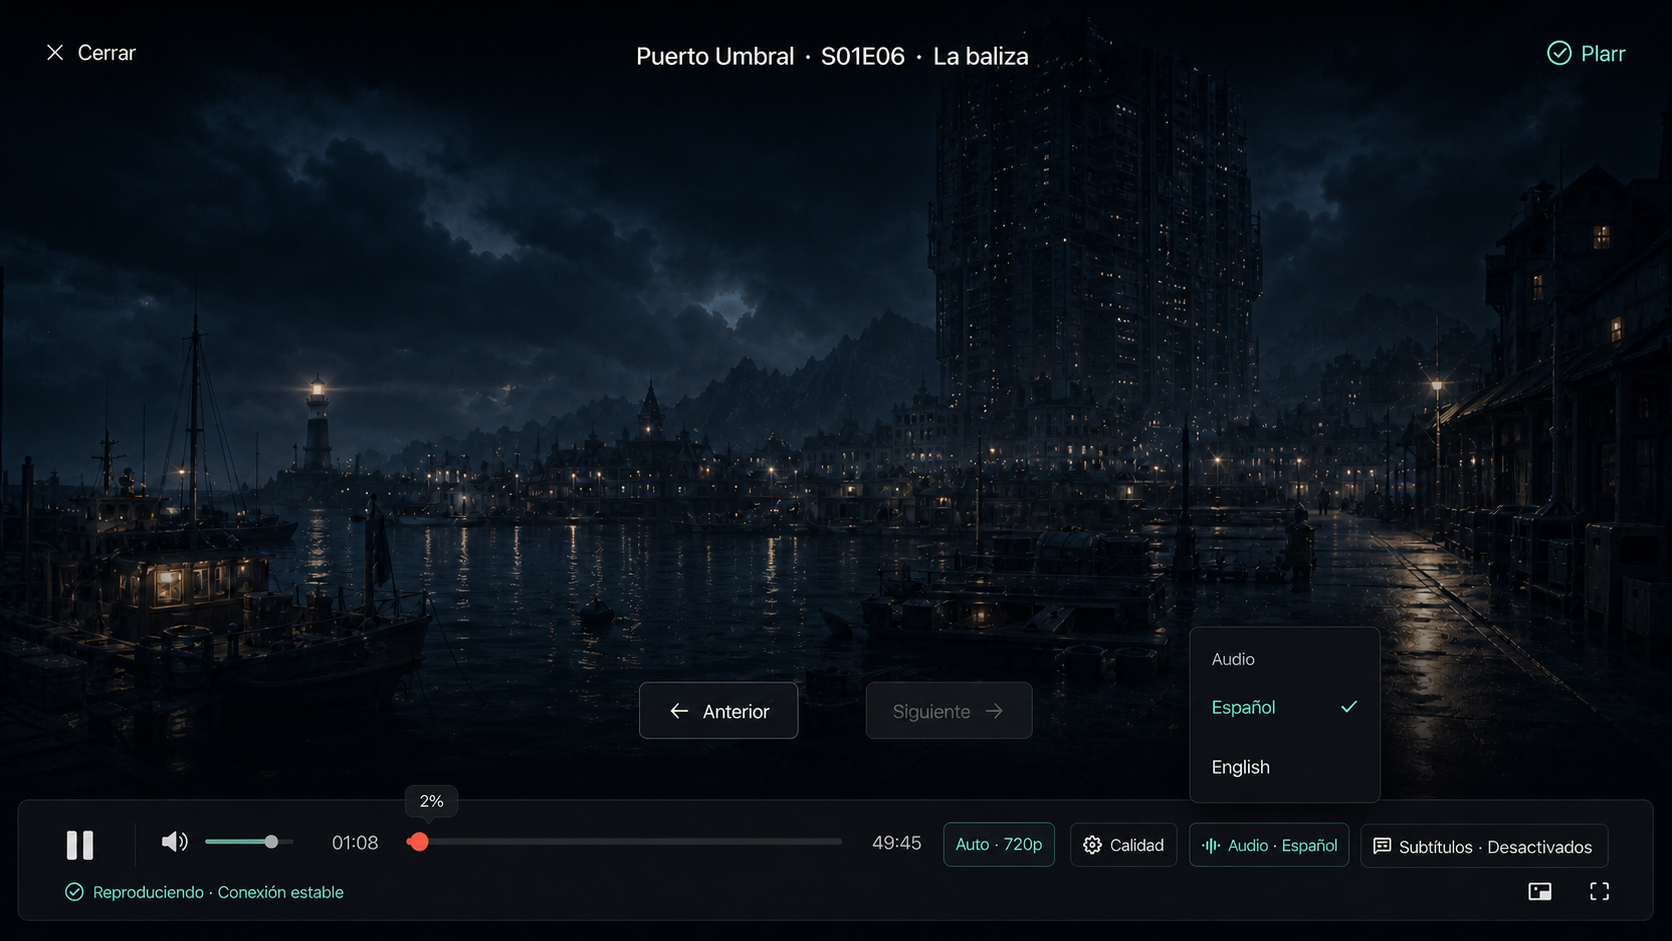 Cerrar
Puerto Umbral · S01E06 · La baliza
Plarr
Anterior
Siguiente
Audio
Español
English
2%
01:08
49:45
Auto · 720p
Calidad
Audio · Español
Subtítulos · Desactivados
Reproduciendo · Conexión estable